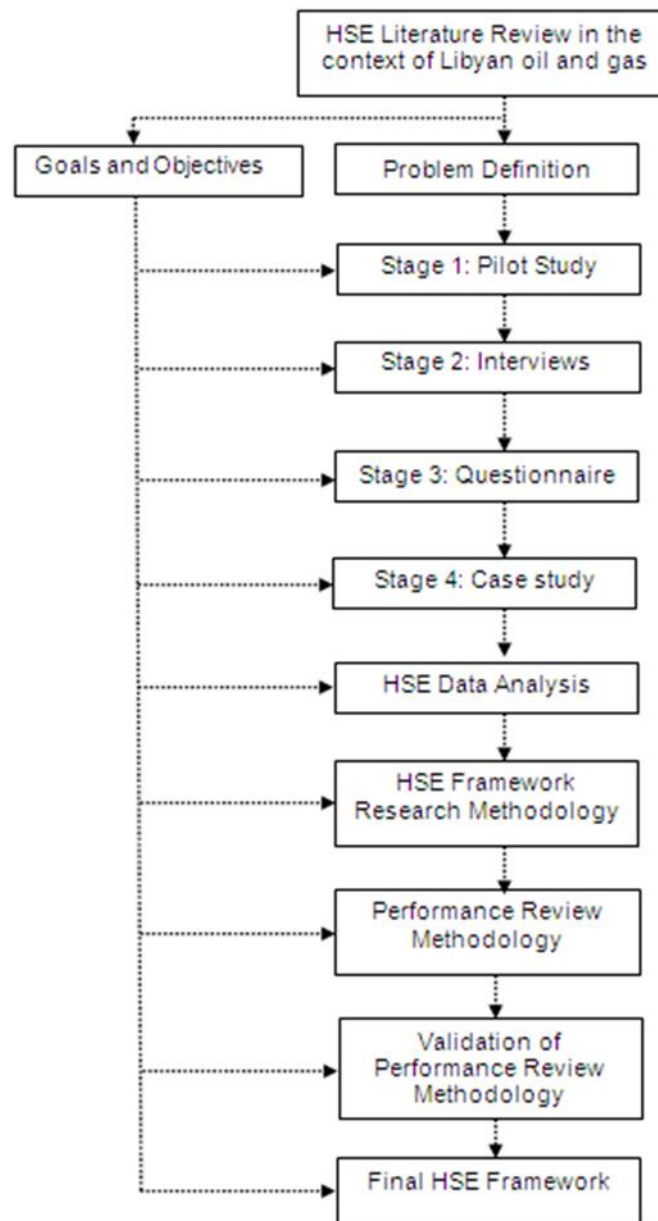 HSE Literature Review in the
context of Libyan oil and gas
Goals and Objectives
Problem Definition
Stage 1: Pilot Study
Stage 2: Interviews
Stage 3: Questionnaire
Stage 4: Case study
HSE Data Analysis
HSE Framework
Research Methodology
Performance Review
Methodology
Validation of
Performance Review
Methodology
Final HSE Framework